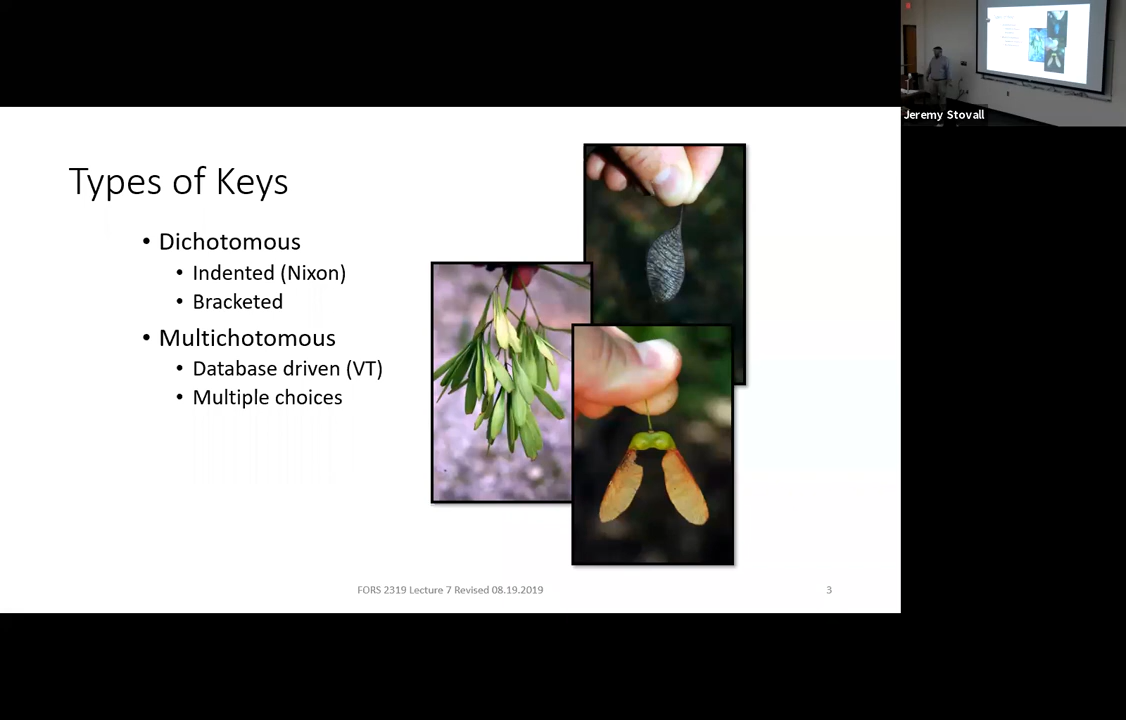 Jeremy Stovall
Types of Keys
• Dichotomous
• Indented (Nixon)
• Bracketed
• Multichotomous
• Database driven (VT)
• Multiple choices
FORS 2319 Lecture 7 Revised 08.19.2019
3